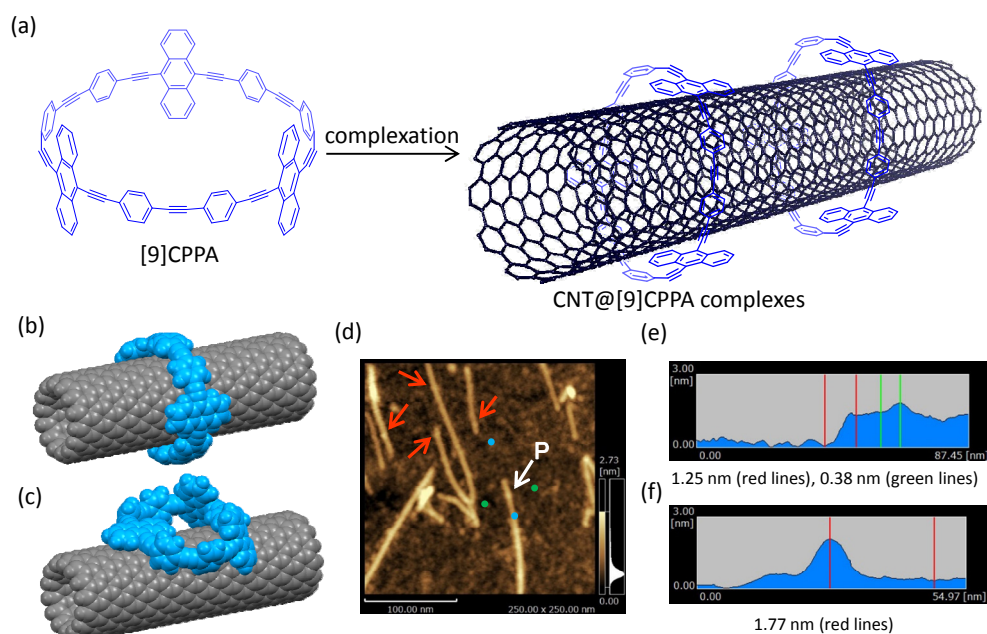 (a)
complexation
[9]CPPA
CNT@[9]CPPA complexes
(b)
(c)
(d)
P
2.73
[nm]
0.00
100.00 nm
250.00 x 250.00 nm
(e)
3.00
[nm]
0.00
0.00
87.45 [nm]
1.25 nm (red lines), 0.38 nm (green lines)
(f)
3.00
[nm]
0.00
0.00
54.97 [nm]
1.77 nm (red lines)